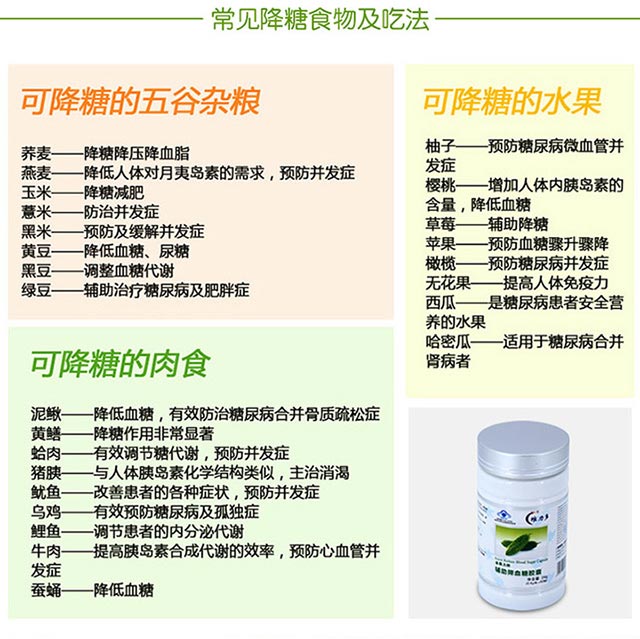 常见降糖食物及吃法
可降糖的五谷杂粮
荞麦——降糖降压降血脂
燕麦——降低人体对月夷岛素的需求，预防并发症
玉米——降糖减肥
薏米——防治并发症
黑米——预防及缓解并发症
黄豆——降低血糖、尿糖
黑豆——调整血糖代谢
绿豆——辅助治疗糖尿病及肥胖症
可降糖的水果
柚子——预防糖尿病微血管并
发症
樱桃——增加人体内胰岛素的
含量，降低血糖
草莓——辅助降糖
苹果——预防血糖骤升骤降
橄榄——预防糖尿病并发症
无花果——提高人体免疫力
西瓜——是糖尿病患者安全营
养的水果
哈密瓜——适用于糖尿病合并
肾病者
可降糖的肉食
泥鳅——降低血糖，有效防治糖尿病合并骨质疏松症
黄鳝——降糖作用非常显著
蛤肉——有效调节糖代谢，预防并发症
猪胰——与人体胰岛素化学结构类似，主治消渴
鱿鱼——改善患者的各种症状，预防并发症
乌鸡——有效预防糖尿病及孤独症
鲤鱼——调节患者的内分泌代谢
牛肉——提高胰岛素合成代谢的效率，预防心血管并
发症
蚕蛹——降低血糖
辅助降血糖胶囊